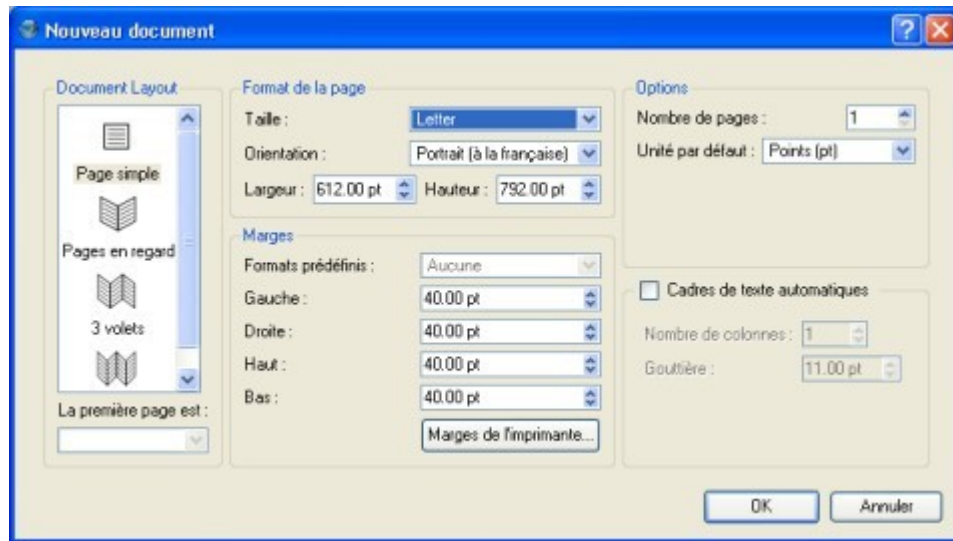 Nouveau document
Document Layout
Page simple
Pages en regard
3 volets
La première page est :
Format de la page
Taille : Letter
Orientation : Portrait (à la française)
Largeur : 612.00 pt Hauteur : 792.00 pt
Marges
Formats prédéfinis : Aucune
Gauche : 40.00 pt
Droite : 40.00 pt
Haut : 40.00 pt
Bas : 40.00 pt
Marges de l'imprimante...
Options
Nombre de pages : 1
Unité par défaut : Points (pt)
Cadres de texte automatiques
Nombre de colonnes : 1
Gouttière : 11.00 pt
OK Annuler